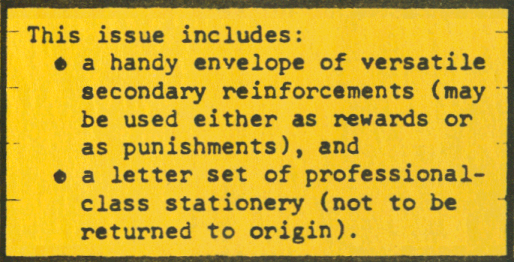 This issue includes:
• a handy envelope of versatile
secondary reinforcements (may
be used either as rewards or
as punishments), and
• a letter set of professional-
class stationery (not to be
returned to origin).